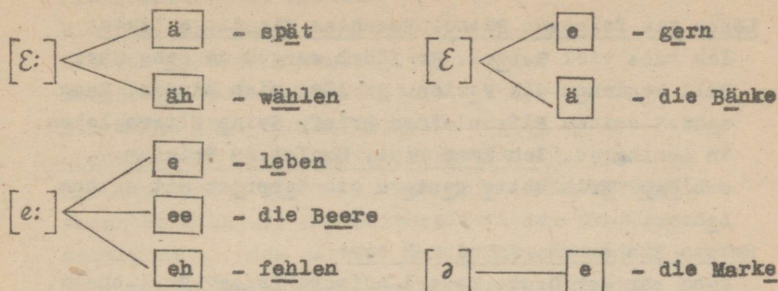 [ɛ:] ä - spät
äh - wählen
[ɛ] e - gern
ä - die Bänke
[e:] e - leben
ee - die Beere
eh - fehlen
[ə] e - die Marke